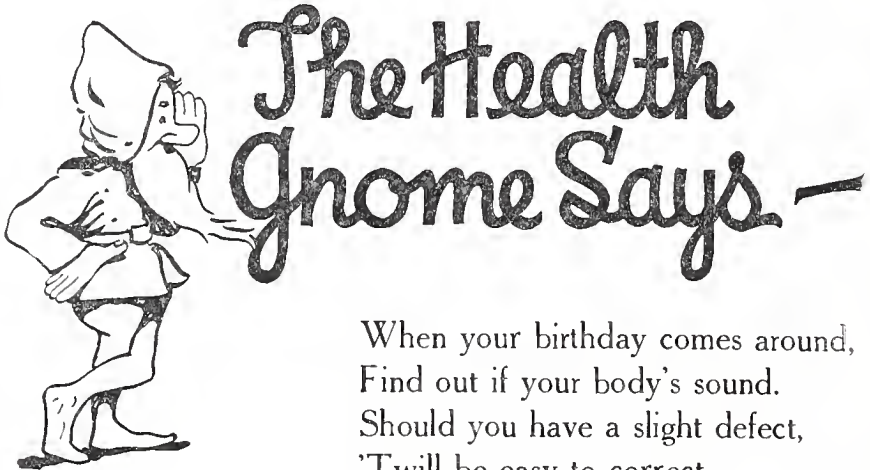 The Health
Gnome Says —
When your birthday comes around,
Find out if your body's sound.
Should you have a slight defect,
'Twill be easy to correct